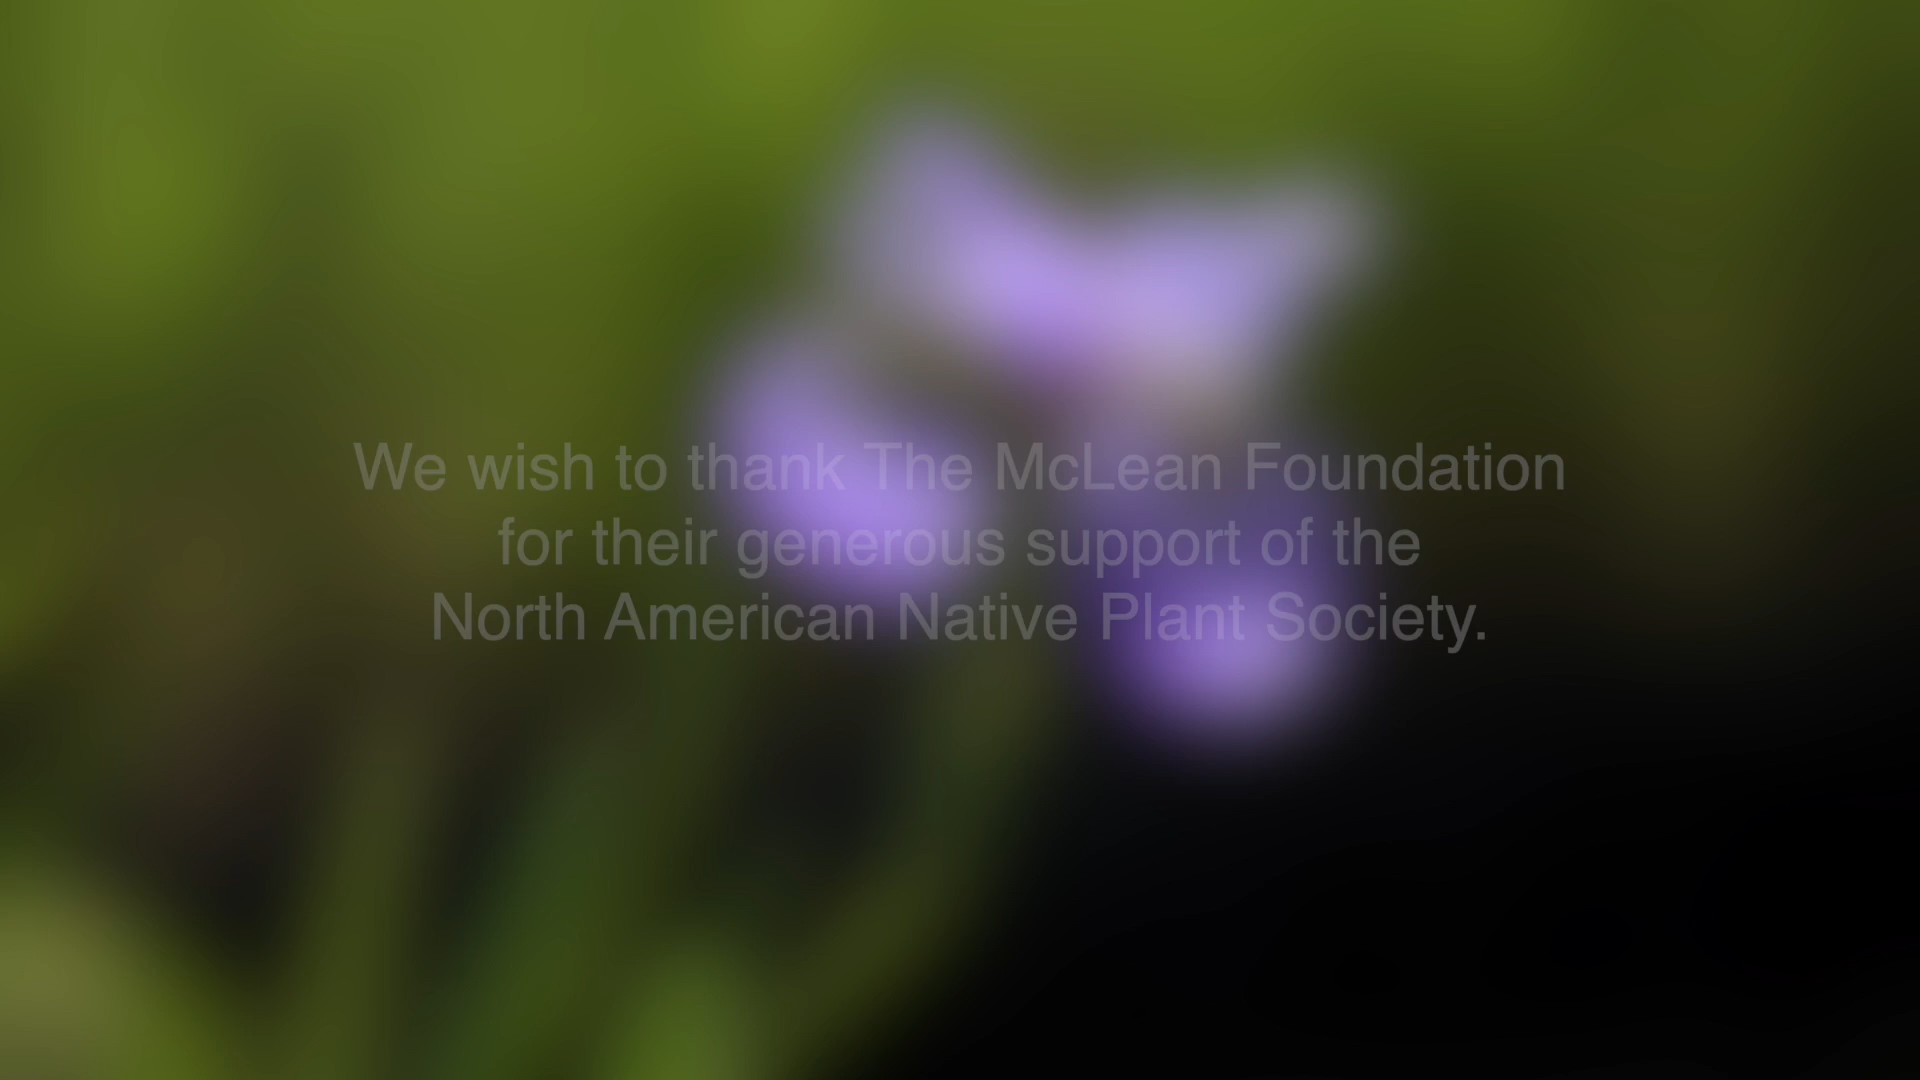 We wish to thank The McLean Foundation
for their generous support of the
North American Native Plant Society.